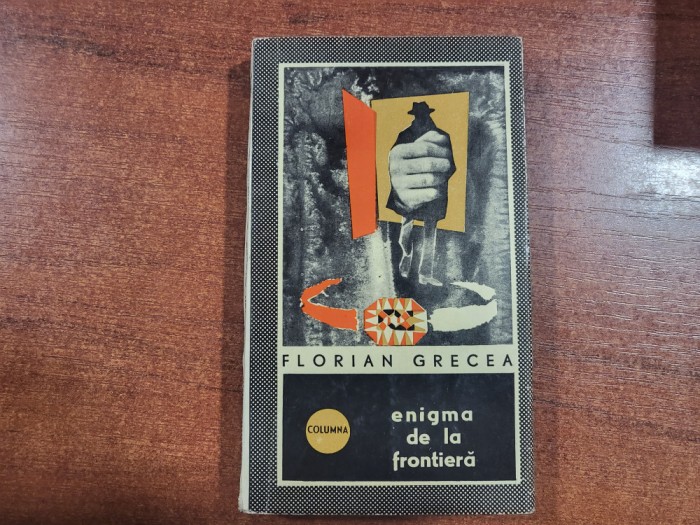 FLORIAN GRECEA
COLUMNA
enigma
de la
frontieră